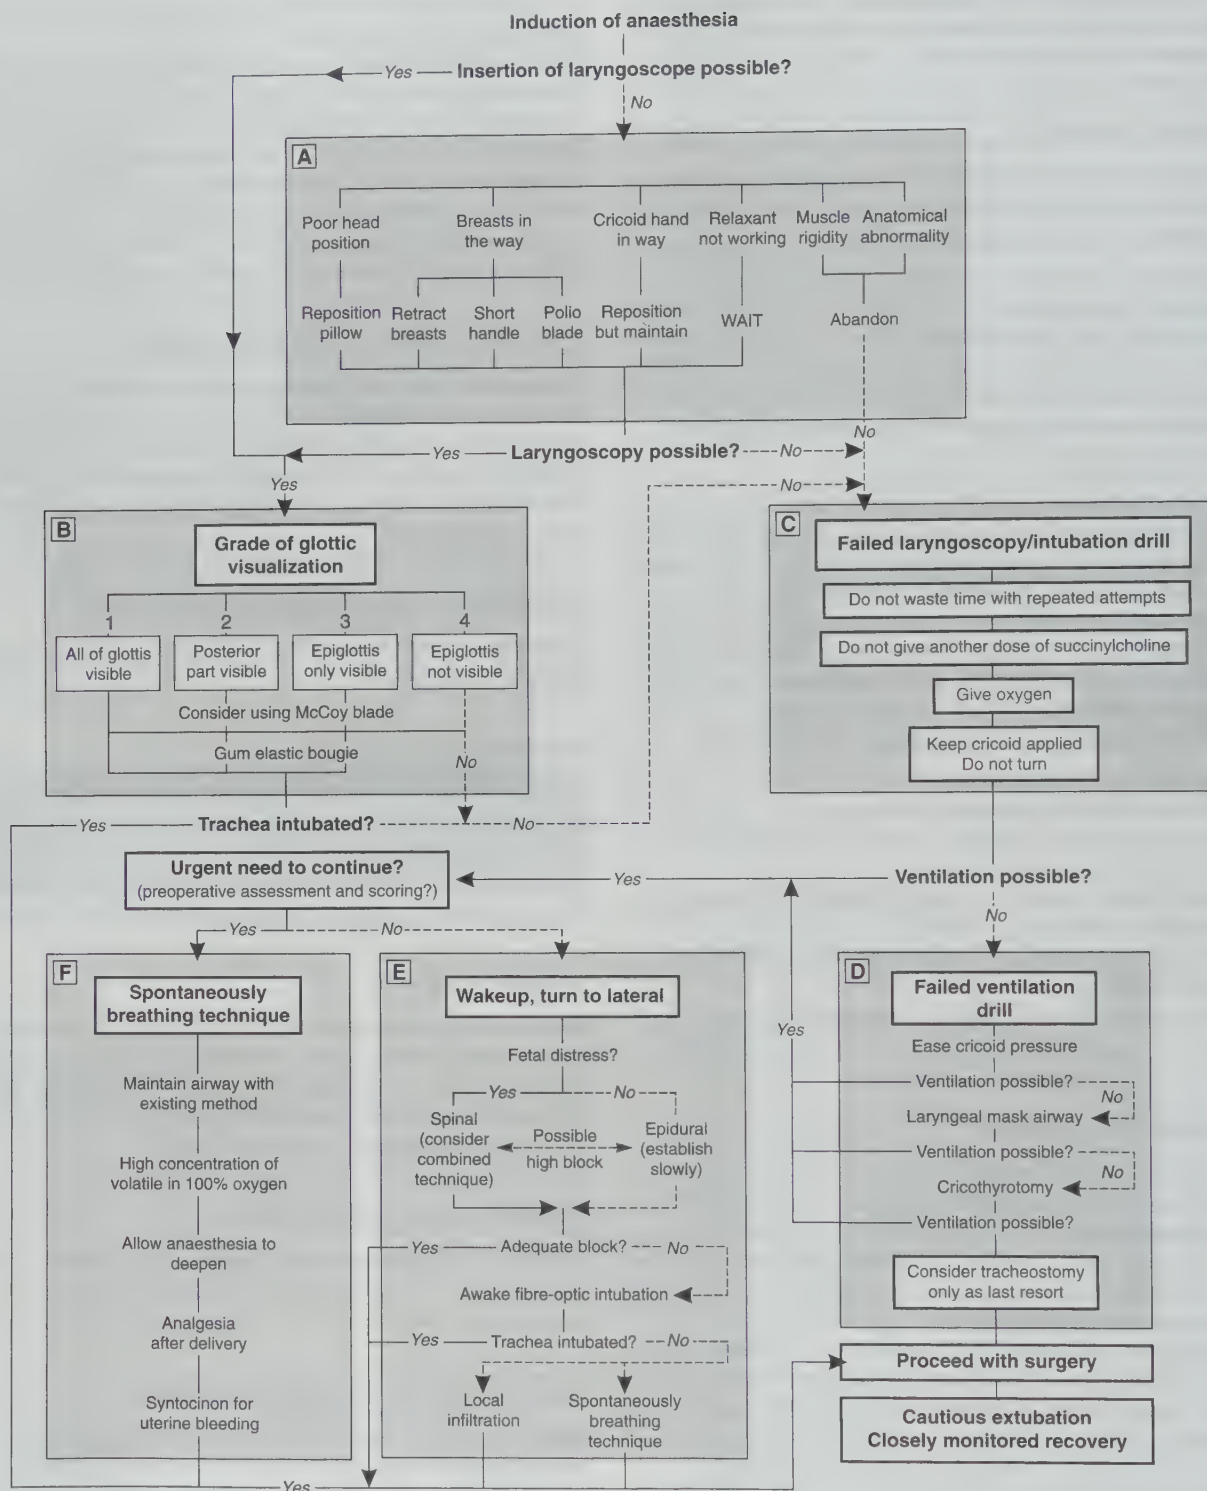 Induction of anaesthesia
Yes
Insertion of laryngoscope possible?
No
A
Poor head
position
Breasts in
the way
Cricoid hand
in way
Relaxant
not working
Muscle
rigidity
Anatomical
abnormality
Reposition
pillow
Retract
breasts
Short
handle
Polio
blade
Reposition
but maintain
WAIT
Abandon
No
Yes
Laryngoscopy possible?
No
Yes
No
B
Grade of glottic
visualization
1
2
3
4
All of glottis
visible
Posterior
part visible
Epiglottis
only visible
Epiglottis
not visible
Consider using McCoy blade
Gum elastic bougie
No
C
Failed laryngoscopy/intubation drill
Do not waste time with repeated attempts
Do not give another dose of succinylcholine
Give oxygen
Keep cricoid applied
Do not turn
Yes
Trachea intubated?
No
Urgent need to continue?
(preoperative assessment and scoring?)
Yes
Ventilation possible?
No
Yes
No
F
Spontaneously
breathing technique
Maintain airway with
existing method
High concentration of
volatile in 100% oxygen
Allow anaesthesia to
deepen
Analgesia
after delivery
Syntocinon for
uterine bleeding
E
Wakeup, turn to lateral
Fetal distress?
Yes
No
Spinal
(consider
combined
technique)
Possible
high block
Epidural
(establish
slowly)
Yes
Adequate block?
No
Awake fibre-optic intubation
Yes
Trachea intubated?
No
Local
infiltration
Spontaneously
breathing
technique
D
Failed ventilation
drill
Ease cricoid pressure
Yes
Ventilation possible?
No
Laryngeal mask airway
Ventilation possible?
No
Cricothyrotomy
Ventilation possible?
Consider tracheostomy
only as last resort
Proceed with surgery
Cautious extubation
Closely monitored recovery
Yes